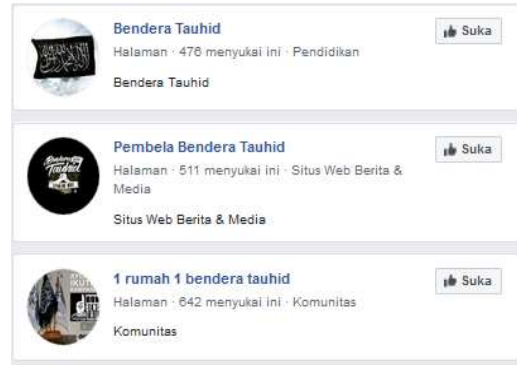 Bendera Tauhid
Suka
Halaman · 476 menyukai ini · Pendidikan
Bendera Tauhid
Pembela Bendera Tauhid
Suka
Halaman · 511 menyukai ini · Situs Web Berita &
Media
Situs Web Berita & Media
1 rumah 1 bendera tauhid
Suka
Halaman · 642 menyukai ini · Komunitas
Komunitas